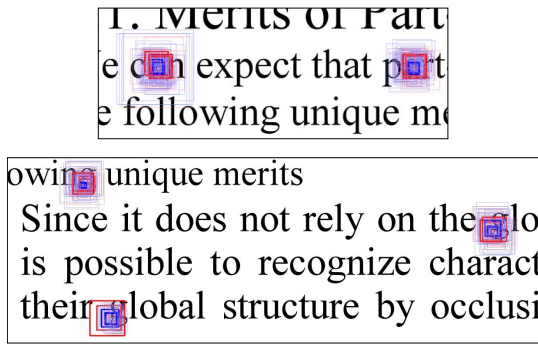 1. Merits of Part-
e can expect that part
e following unique me
owing unique merits
Since it does not rely on the glo
is possible to recognize charact
their global structure by occlusi